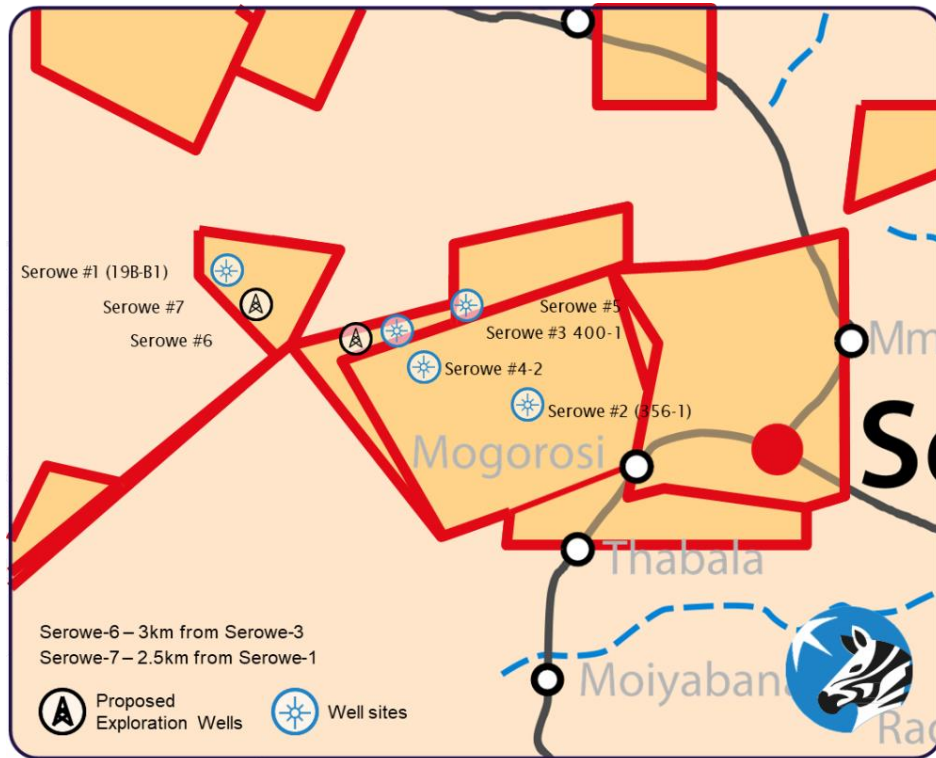 Serowe #1 (19B-B1)
Serowe #7
Serowe #5
Serowe #6
Serowe #3 400-1
Mm
Serowe #4-2
Serowe #2 (356-1)
Se
Mogorosi
Thabala
Serowe-6 – 3km from Serowe-3
Serowe-7 – 2.5km from Serowe-1
Moiyabana
Proposed
Exploration Wells
Well sites
Rac